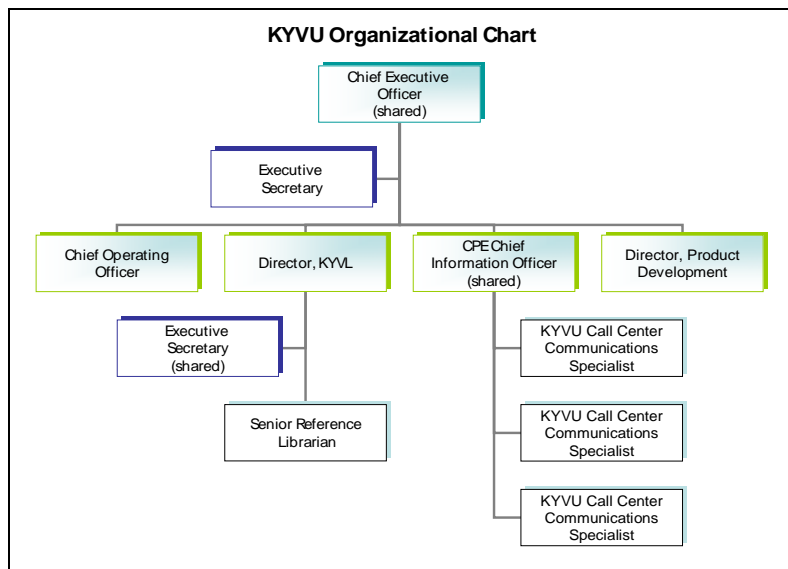 KYVU Organizational Chart
Chief Executive
Officer
(shared)
Executive
Secretary
Chief Operating
Officer
Director, KYVL
CPE Chief
Information Officer
(shared)
Director, Product
Development
Executive
Secretary
(shared)
Senior Reference
Librarian
KYVU Call Center
Communications
Specialist
KYVU Call Center
Communications
Specialist
KYVU Call Center
Communications
Specialist